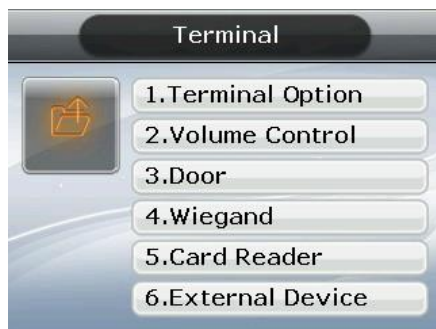 Terminal
1.Terminal Option
2.Volume Control
3.Door
4.Wiegand
5.Card Reader
6.External Device